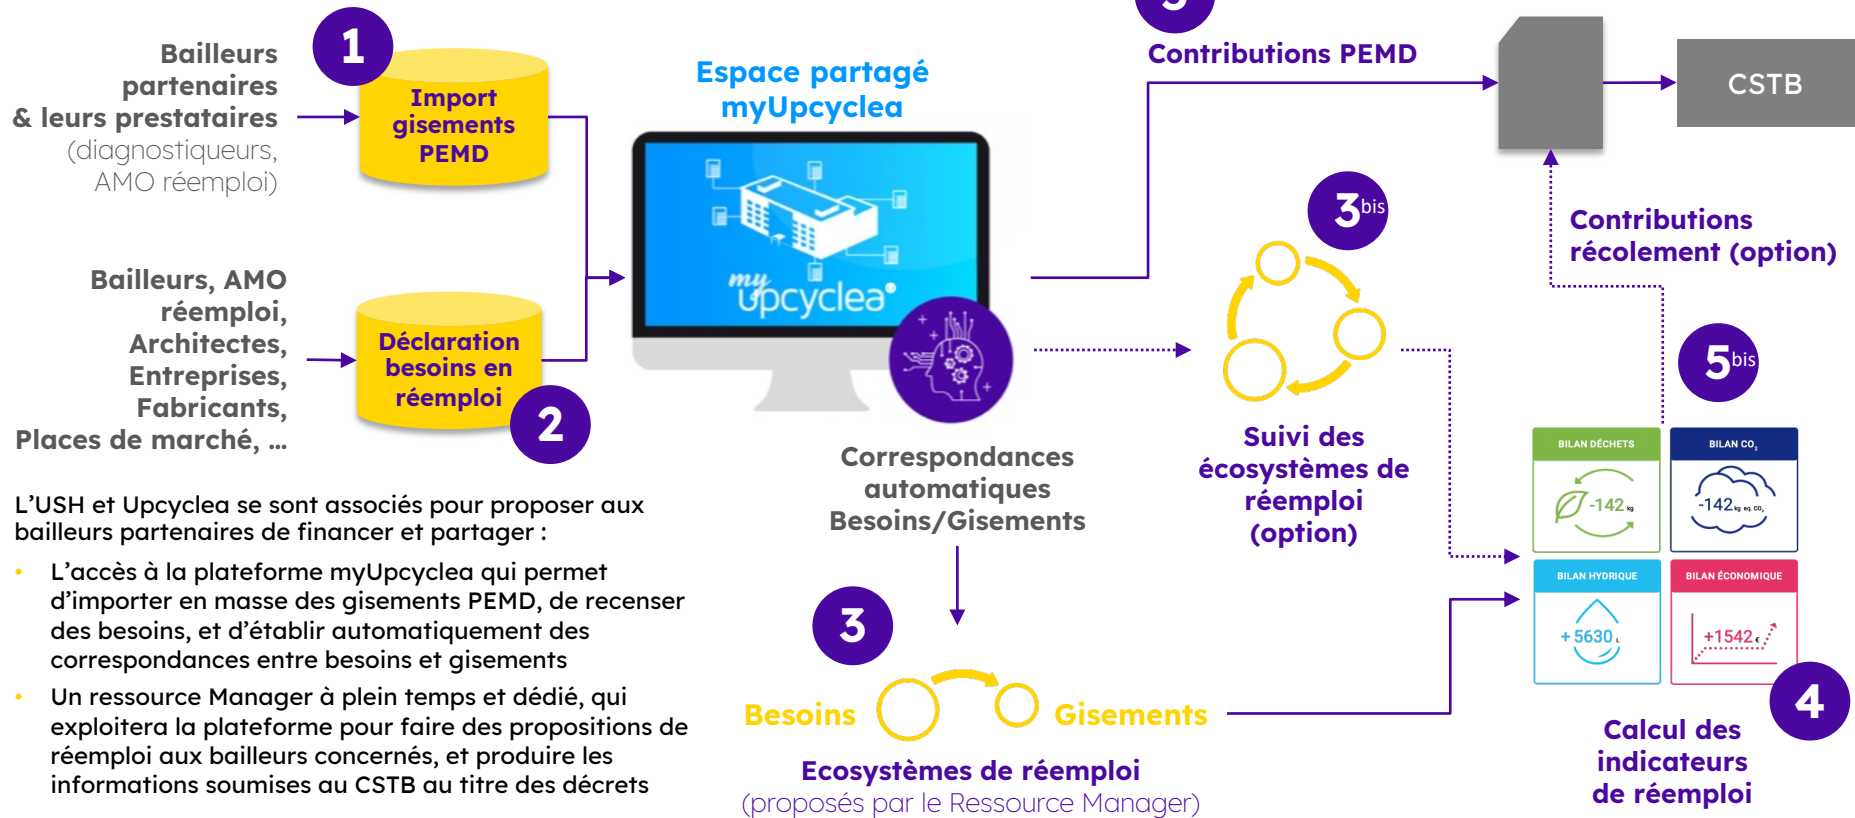 1
Bailleurs
partenaires
& leurs prestataires
(diagnostiqueurs,
AMO réemploi)
Import
gisements
PEMD
Bailleurs, AMO
réemploi,
Architectes,
Entreprises,
Fabricants,
Places de marché, ...
Déclaration
besoins en
réemploi
2
Espace partagé
myUpcyclea
my
upcyclea®
Correspondances
automatiques
Besoins/Gisements
5
Contributions PEMD
CSTB
3bis
Suivi des
écosystèmes de
réemploi
(option)
Contributions
récolement (option)
5bis
BILAN DÉCHETS
-142 kg
BILAN CO2
-142 kg eq. CO2
BILAN HYDRIQUE
+ 5630 L
BILAN ÉCONOMIQUE
+1542 €
4
Calcul des
indicateurs
de réemploi
3
Besoins
Gisements
Ecosystèmes de réemploi
(proposés par le Ressource Manager)
L’USH et Upcyclea se sont associés pour proposer aux
bailleurs partenaires de financer et partager :
• L’accès à la plateforme myUpcyclea qui permet
d’importer en masse des gisements PEMD, de recenser
des besoins, et d’établir automatiquement des
correspondances entre besoins et gisements
• Un ressource Manager à plein temps et dédié, qui
exploitera la plateforme pour faire des propositions de
réemploi aux bailleurs concernés, et produire les
informations soumises au CSTB au titre des décrets